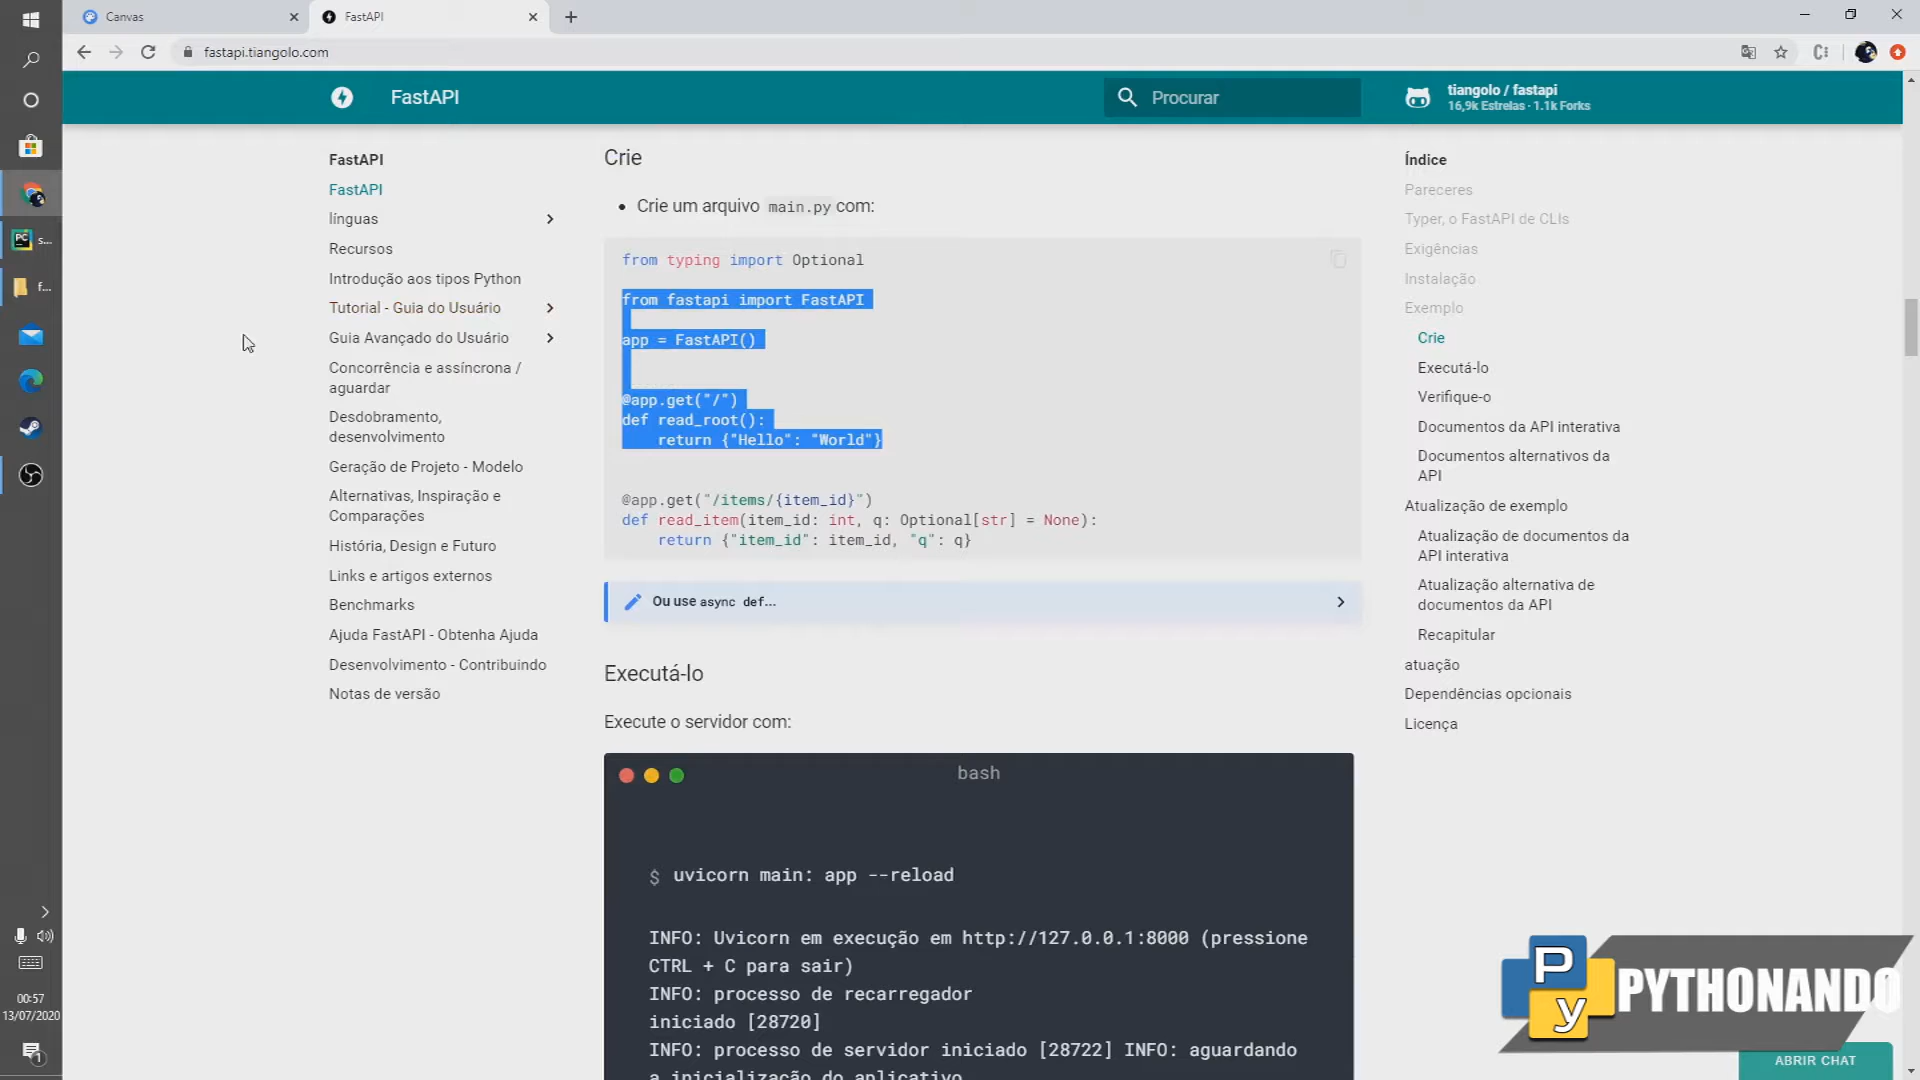 Canvas
FastAPI
fastapi.tiangolo.com
FastAPI
Procurar
tiangolo / fastapi
16,9k Estrelas · 1.1k Forks
PC
s...
f...
00:57
13/07/2020
1
FastAPI
FastAPI
línguas
Recursos
Introdução aos tipos Python
Tutorial - Guia do Usuário
Guia Avançado do Usuário
Concorrência e assíncrona /
aguardar
Desdobramento,
desenvolvimento
Geração de Projeto - Modelo
Alternativas, Inspiração e
Comparações
História, Design e Futuro
Links e artigos externos
Benchmarks
Ajuda FastAPI - Obtenha Ajuda
Desenvolvimento - Contribuindo
Notas de versão
Crie
Crie um arquivo main.py com:
from typing import Optional
from fastapi import FastAPI
app = FastAPI()
@app.get("/")
def read_root():
return {"Hello": "World"}
@app.get("/items/{item_id}")
def read_item(item_id: int, q: Optional[str] = None):
return {"item_id": item_id, "q": q}
Ou use async def...
Executá-lo
Execute o servidor com:
bash
$ uvicorn main: app --reload
INFO: Uvicorn em execução em http://127.0.0.1:8000 (pressione
CTRL + C para sair)
INFO: processo de recarregador
iniciado [28720]
INFO: processo de servidor iniciado [28722] INFO: aguardando
a inicialização do aplicativo
Índice
Pareceres
Typer, o FastAPI de CLIs
Exigências
Instalação
Exemplo
Crie
Executá-lo
Verifique-o
Documentos da API interativa
Documentos alternativos da
API
Atualização de exemplo
Atualização de documentos da
API interativa
Atualização alternativa de
documentos da API
Recapitular
atuação
Dependências opcionais
Licença
Py
PYTHONANDO
ABRIR CHAT